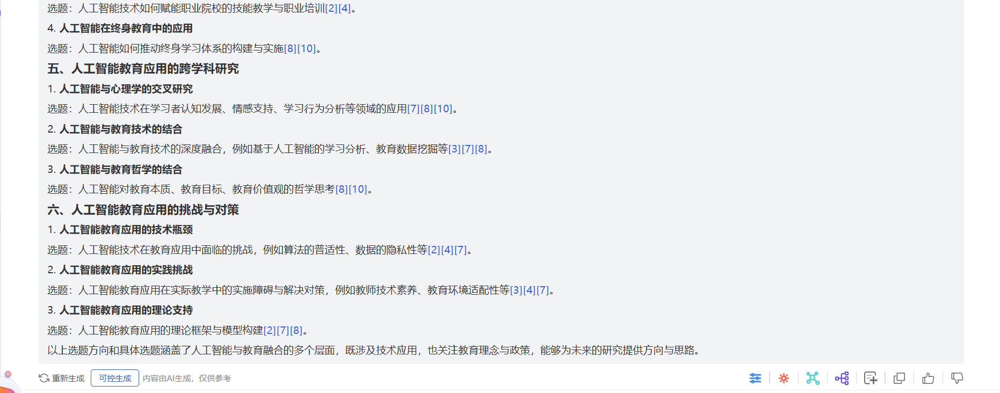 选题：人工智能技术如何赋能职业院校的技能教学与职业培训[2][4]。
4. 人工智能在终身教育中的应用
选题：人工智能如何推动终身学习体系的构建与实施[8][10]。
五、人工智能教育应用的跨学科研究
1. 人工智能与心理学的交叉研究
选题：人工智能技术在学习者认知发展、情感支持、学习行为分析等领域的应用[7][8][10]。
2. 人工智能与教育技术的结合
选题：人工智能与教育技术的深度融合，例如基于人工智能的学习分析、教育数据挖掘等[3][7][8]。
3. 人工智能与教育哲学的结合
选题：人工智能对教育本质、教育目标、教育价值观的哲学思考[8][10]。
六、人工智能教育应用的挑战与对策
1. 人工智能教育应用的技术瓶颈
选题：人工智能技术在教育应用中面临的挑战，例如算法的普适性、数据的隐私性等[2][4][7]。
2. 人工智能教育应用的实践挑战
选题：人工智能教育应用在实际教学中的实施障碍与解决对策，例如教师技术素养、教育环境适配性等[3][4][7]。
3. 人工智能教育应用的理论支持
选题：人工智能教育应用的理论框架与模型构建[2][7][8]。
以上选题方向和具体选题涵盖了人工智能与教育融合的多个层面，既涉及技术应用，也关注教育理念与政策，能够为未来的研究提供方向与思路。
重新生成 可控生成 内容由AI生成，仅供参考